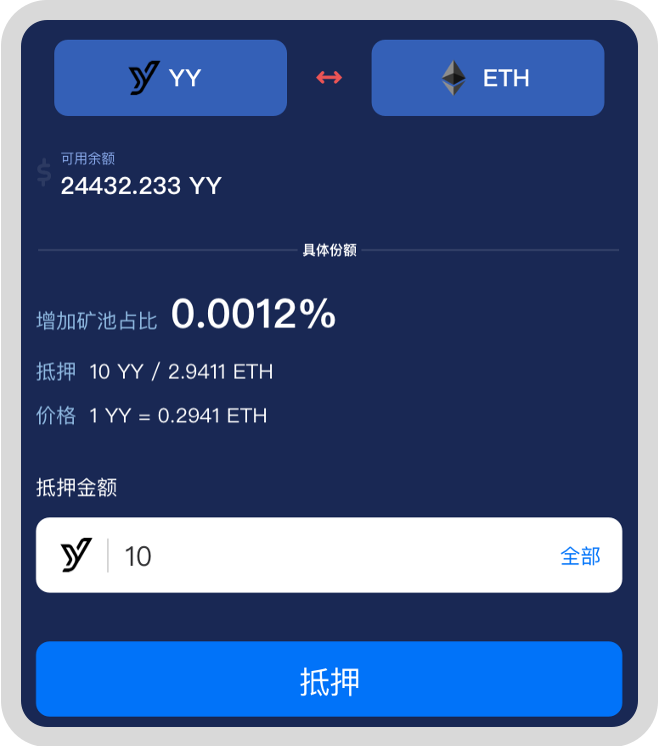 YY ETH
可用余额
$ 24432.233 YY
具体份额
增加矿池占比 0.0012%
抵押 10 YY / 2.9411 ETH
价格 1 YY = 0.2941 ETH
抵押金额
10 全部
抵押